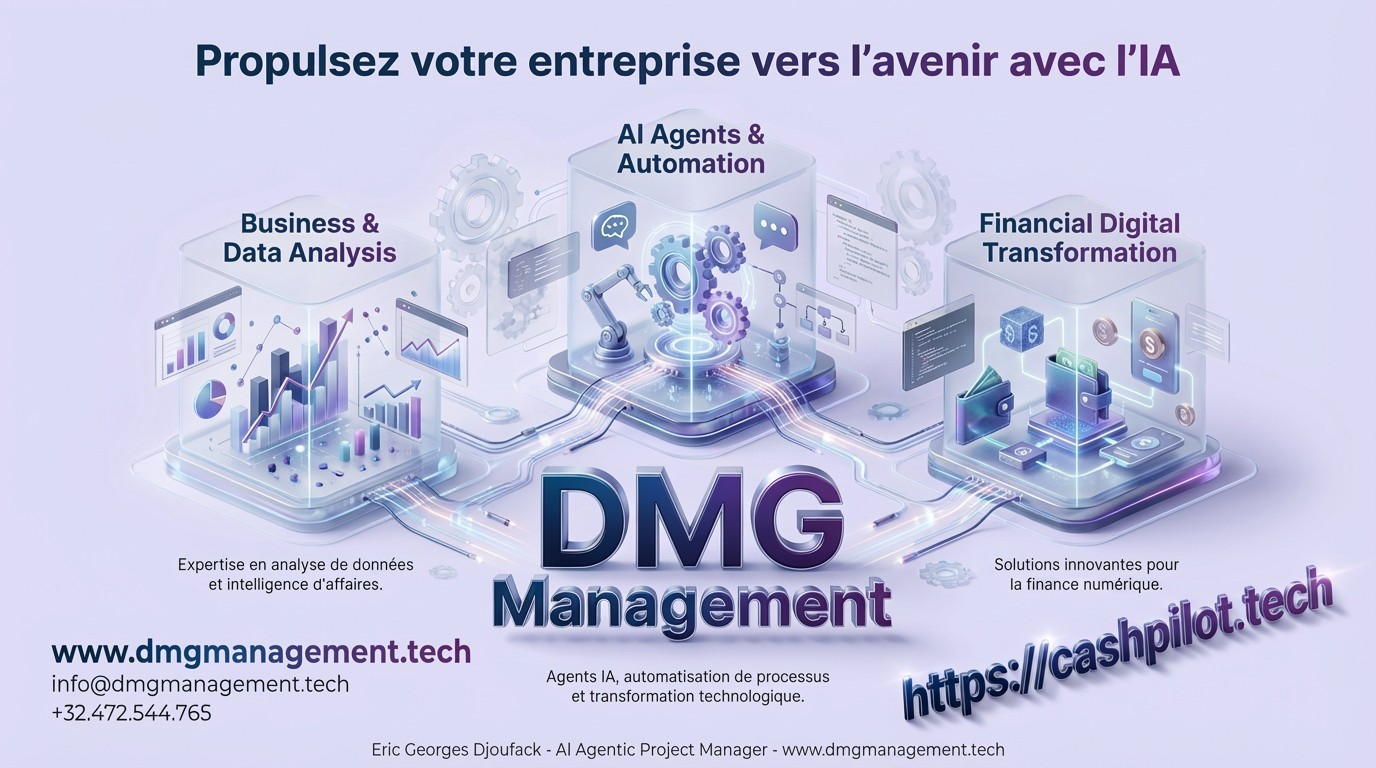 Propulsez votre entreprise vers l'avenir avec l'IA
AI Agents &
Automation
Business &
Data Analysis
Financial Digital
Transformation
DMG
Management
Expertise en analyse de données
et intelligence d'affaires.
Solutions innovantes pour
la finance numérique.
www.dmgmanagement.tech
info@dmgmanagement.tech
+32.472.544.765
Agents IA, automatisation de processus
et transformation technologique.
https://cashpilot.tech
Eric Georges Djoufack - AI Agentic Project Manager - www.dmgmanagement.tech